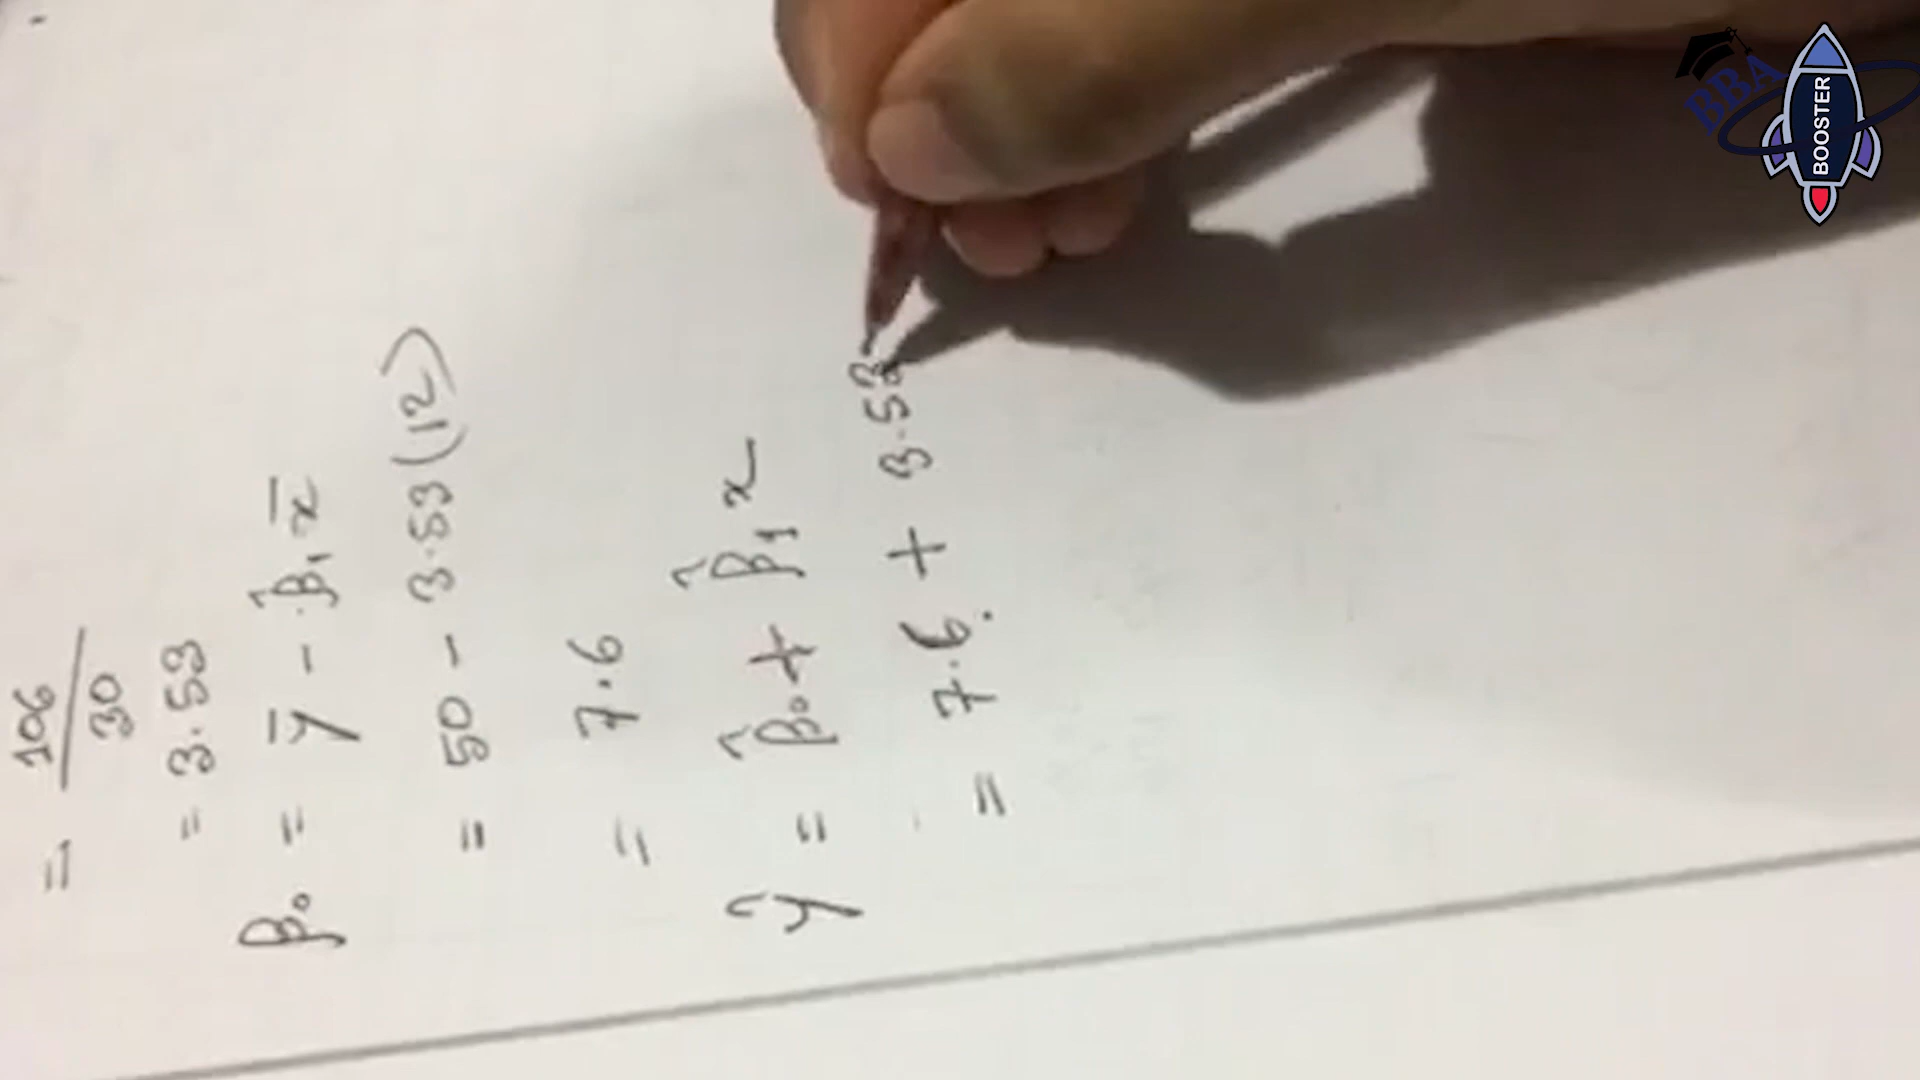 = 106/30
= 3.53
β₀ = ȳ - β̂₁x̄
= 50 - 3.53(12)
= 7.6
ŷ = β̂₀ + β̂₁x
= 7.6 + 3.53
BBA
BOOSTER